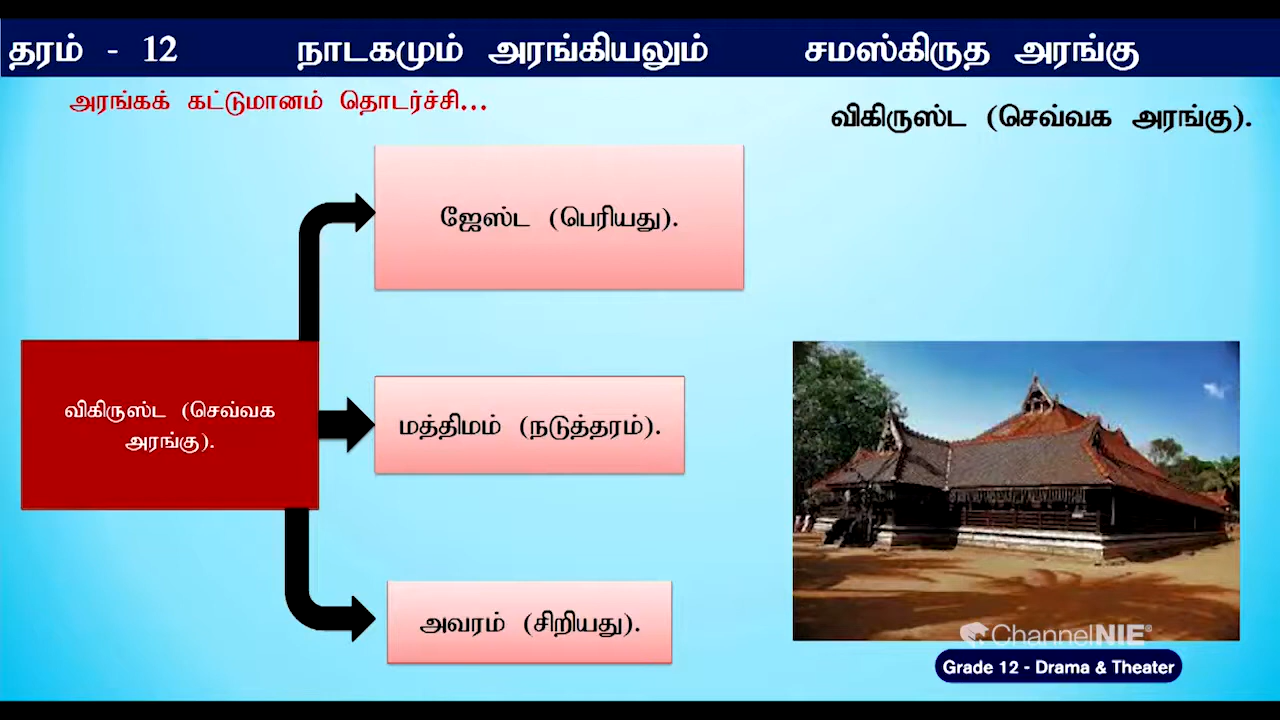 தரம் - 12 நாடகமும் அரங்கியலும் சமஸ்கிருத அரங்கு
அரங்கக் கட்டுமானம் தொடர்ச்சி...
விகிருஸ்ட (செவ்வக அரங்கு).
ஜேஸ்ட (பெரியது).
விகிருஸ்ட (செவ்வக
அரங்கு).
மத்திமம் (நடுத்தரம்).
அவரம் (சிறியது).
ChannelNIE®
Grade 12 - Drama & Theater